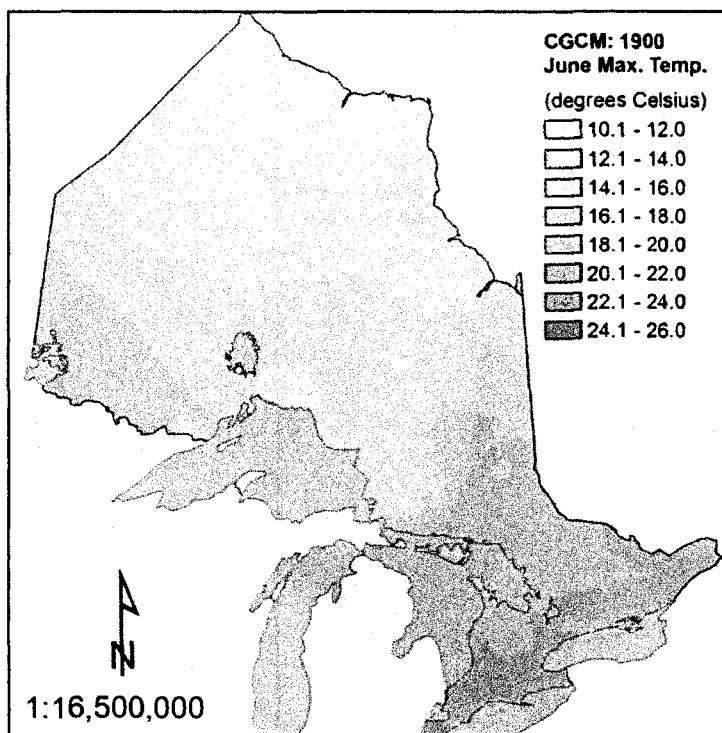 CGCM: 1900
June Max. Temp.
(degrees Celsius)
10.1 - 12.0
12.1 - 14.0
14.1 - 16.0
16.1 - 18.0
18.1 - 20.0
20.1 - 22.0
22.1 - 24.0
24.1 - 26.0
N
1:16,500,000